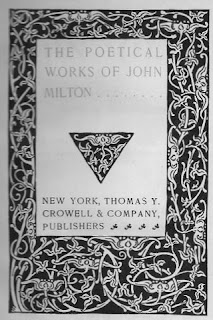 THE POETICAL
WORKS OF JOHN
MILTON . . . . . . . .
NEW YORK, THOMAS Y.
CROWELL & COMPANY,
PUBLISHERS